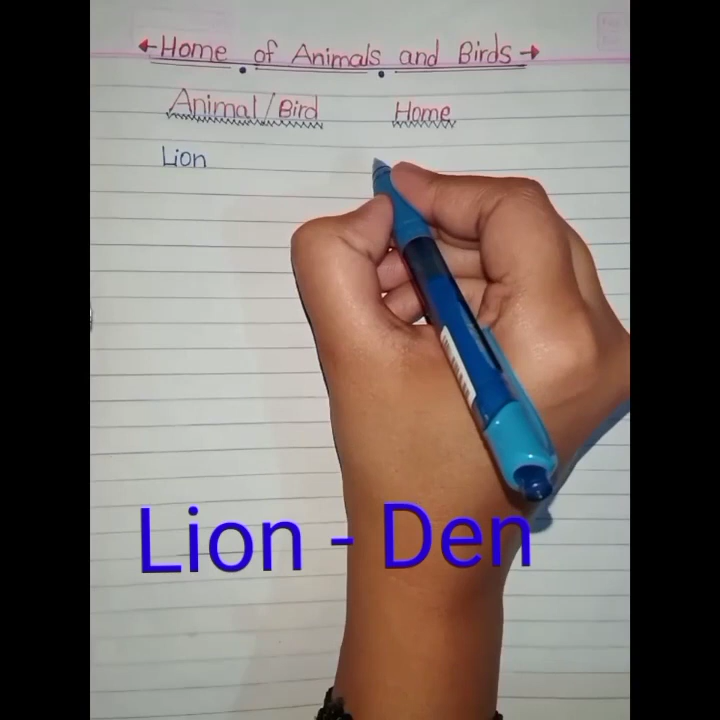 Home of Animals and Birds
Animal/Bird Home
Lion
Lion - Den